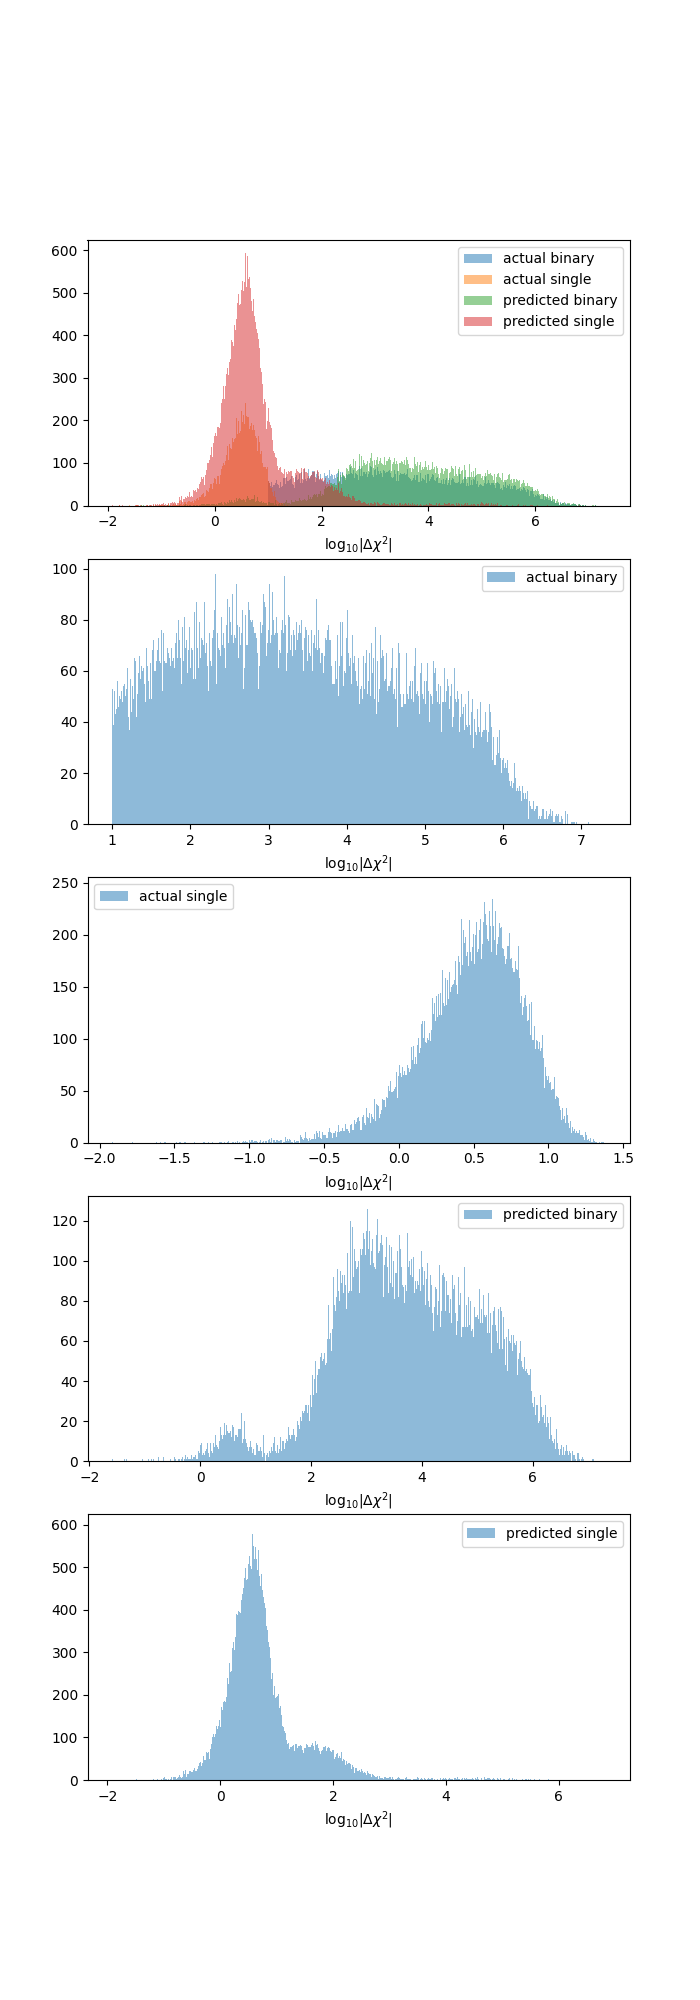 600
500
400
300
200
100
0
actual binary
actual single
predicted binary
predicted single
−2 0 2 4 6
log₁₀|Δχ²|
100
80
60
40
20
0
actual binary
1 2 3 4 5 6 7
log₁₀|Δχ²|
250
200
150
100
50
0
actual single
−2.0 −1.5 −1.0 −0.5 0.0 0.5 1.0 1.5
log₁₀|Δχ²|
120
100
80
60
40
20
0
predicted binary
−2 0 2 4 6
log₁₀|Δχ²|
600
500
400
300
200
100
0
predicted single
−2 0 2 4 6
log₁₀|Δχ²|